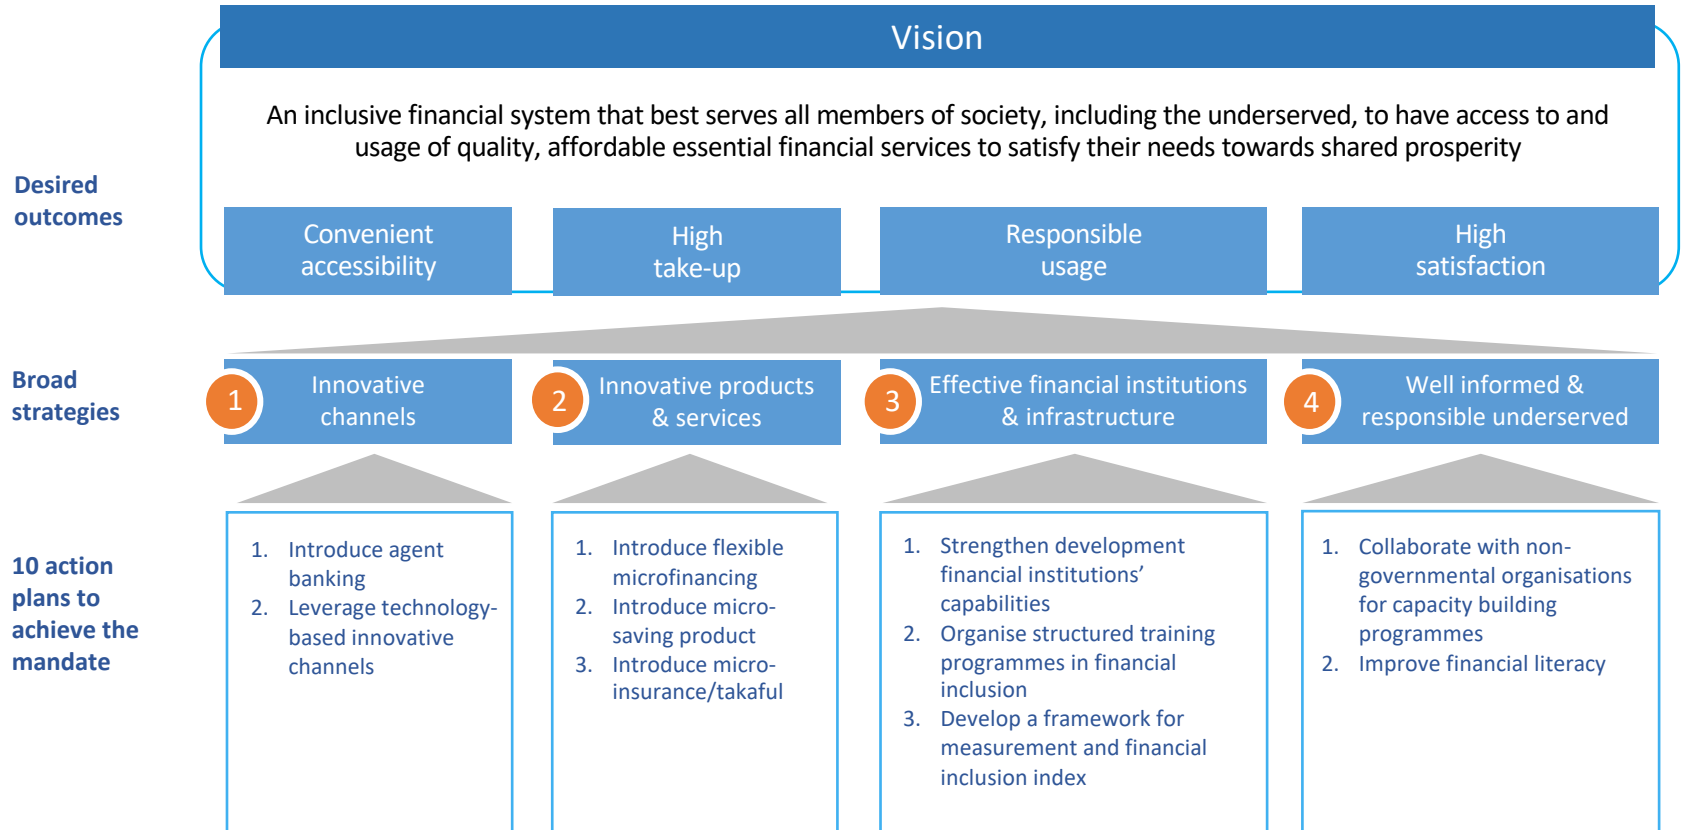 Vision
An inclusive financial system that best serves all members of society, including the underserved, to have access to and
usage of quality, affordable essential financial services to satisfy their needs towards shared prosperity
Desired
outcomes
Convenient
accessibility
High
take-up
Responsible
usage
High
satisfaction
Broad
strategies
1
Innovative
channels
2
Innovative products
& services
3
Effective financial institutions
& infrastructure
4
Well informed &
responsible underserved
10 action
plans to
achieve the
mandate
1. Introduce agent
banking
2. Leverage technology-
based innovative
channels
1. Introduce flexible
microfinancing
2. Introduce micro-
saving product
3. Introduce micro-
insurance/takaful
1. Strengthen development
financial institutions’
capabilities
2. Organise structured training
programmes in financial
inclusion
3. Develop a framework for
measurement and financial
inclusion index
1. Collaborate with non-
governmental organisations
for capacity building
programmes
2. Improve financial literacy